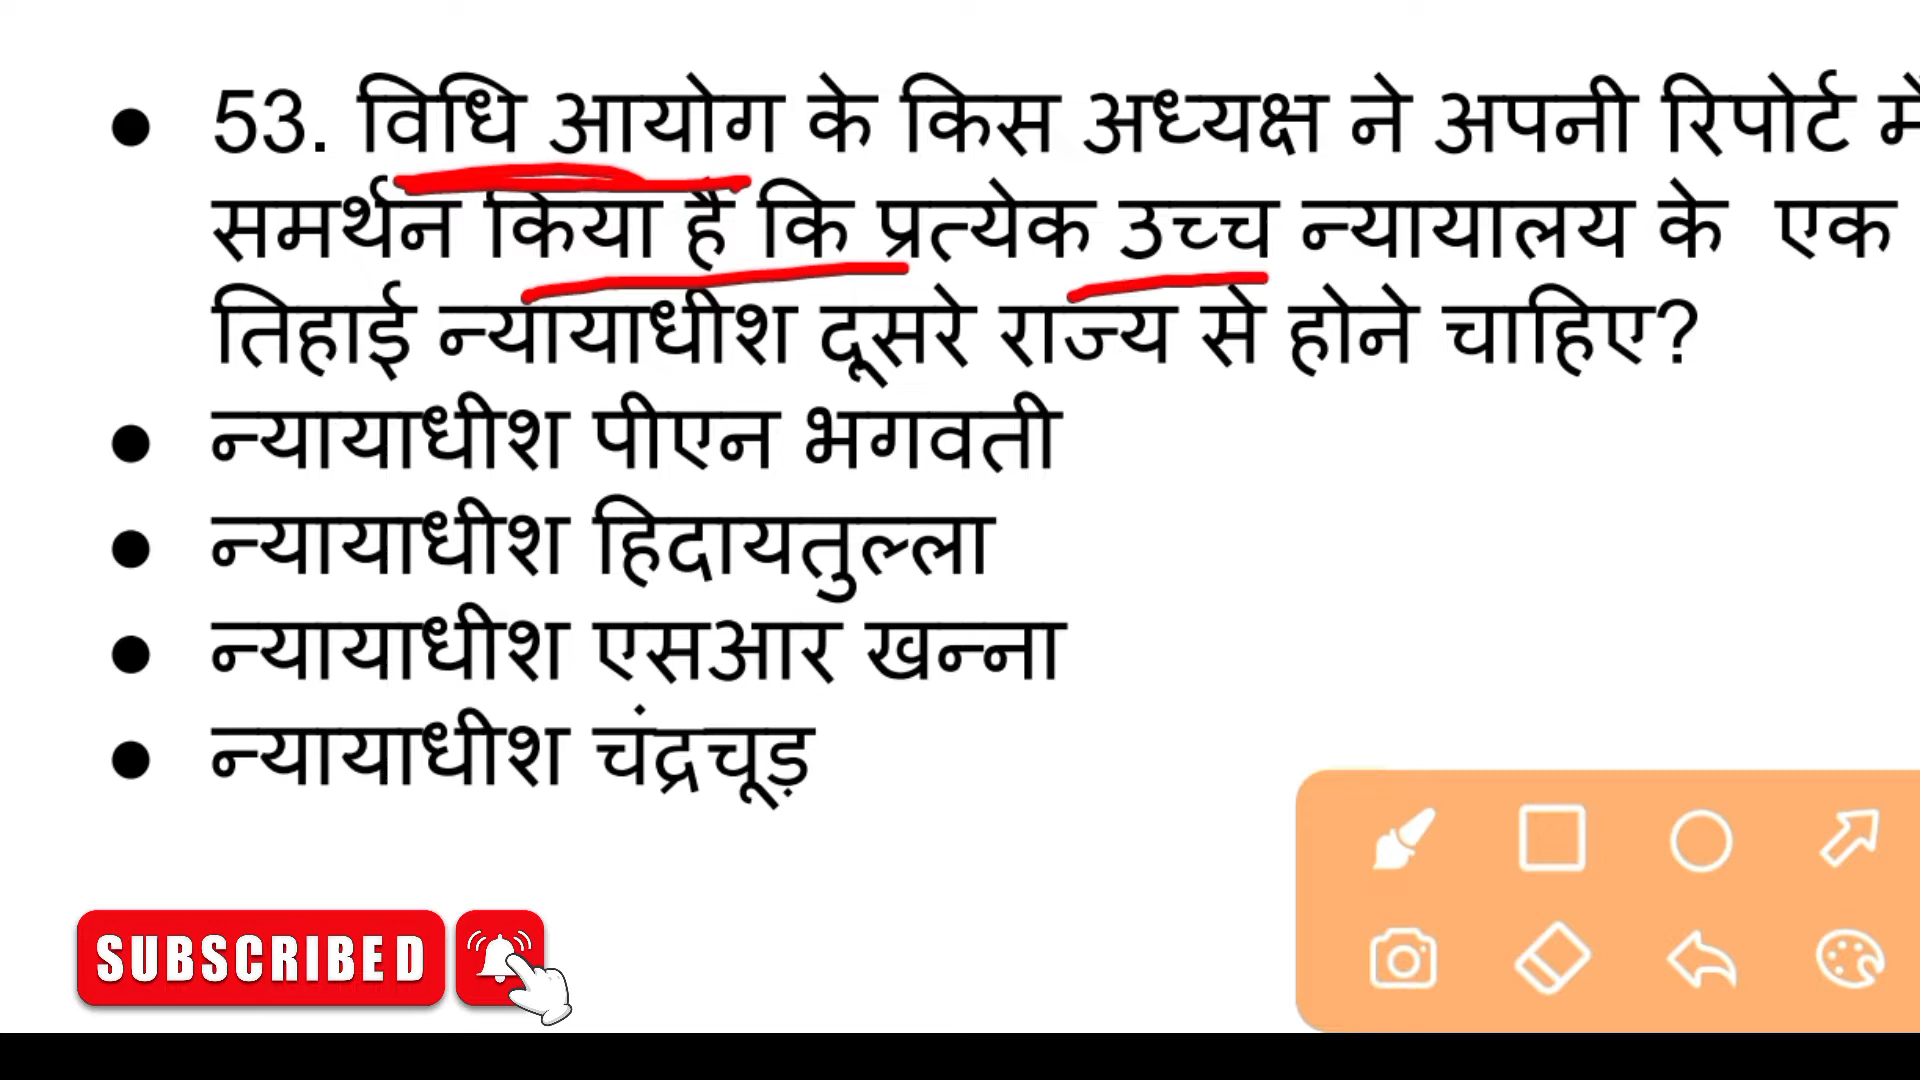 ● 53. विधि आयोग के किस अध्यक्ष ने अपनी रिपोर्ट में
समर्थन किया है कि प्रत्येक उच्च न्यायालय के एक
तिहाई न्यायाधीश दूसरे राज्य से होने चाहिए?
● न्यायाधीश पीएन भगवती
● न्यायाधीश हिदायतुल्ला
● न्यायाधीश एसआर खन्ना
● न्यायाधीश चंद्रचूड़
SUBSCRIBED